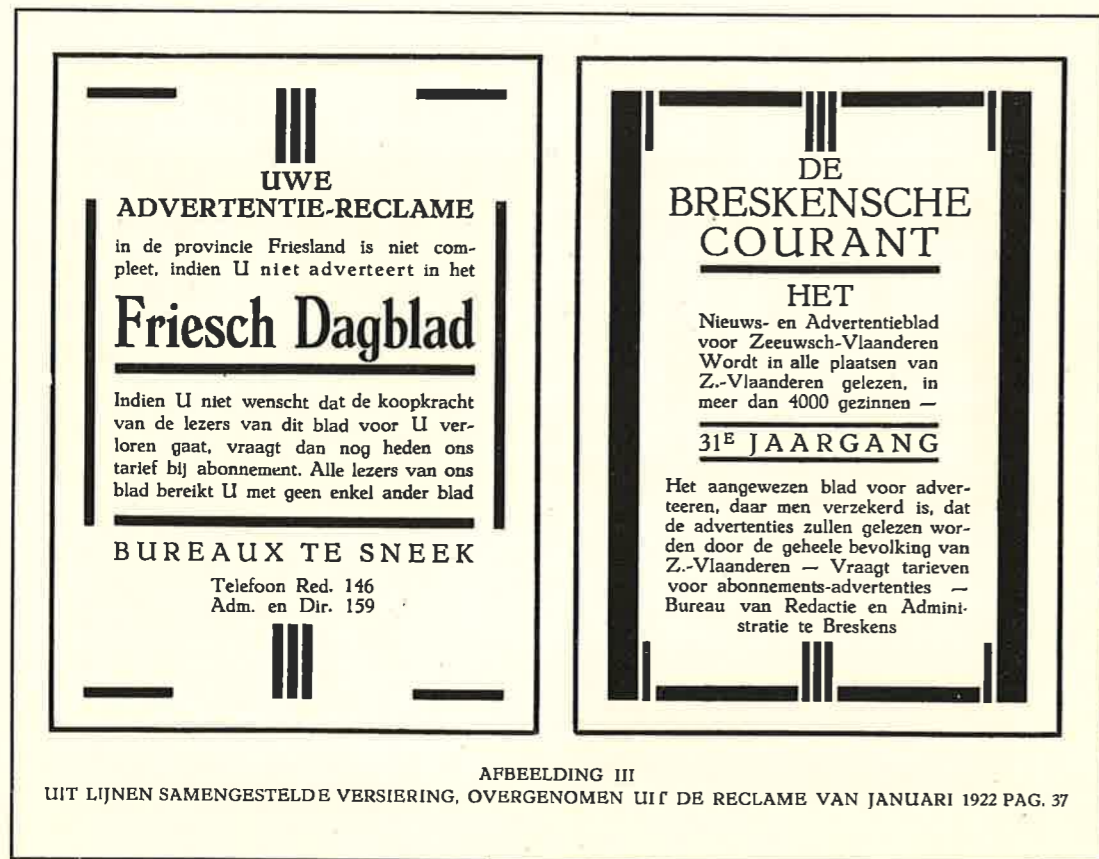 UWE
ADVERTENTIE-RECLAME
in de provincie Friesland is niet com-
pleet, indien U niet adverteert in het
Friesch Dagblad
Indien U niet wenscht dat de koopkracht
van de lezers van dit blad voor U ver-
loren gaat, vraagt dan nog heden ons
tarief bij abonnement. Alle lezers van ons
blad bereikt U met geen enkel ander blad
BUREAUX TE SNEEK
Telefoon Red. 146
Adm. en Dir. 159
DE
BRESKENSCHE
COURANT
HET
Nieuws- en Advertentieblad
voor Zeeuwsch-Vlaanderen
Wordt in alle plaatsen van
Z.-Vlaanderen gelezen, in
meer dan 4000 gezinnen —
31E JAARGANG
Het aangewezen blad voor adver-
teeren, daar men verzekerd is, dat
de advertenties zullen gelezen wor-
den door de geheele bevolking van
Z.-Vlaanderen — Vraagt tarieven
voor abonnements-advertenties —
Bureau van Redactie en Admini-
stratie te Breskens
AFBEELDING III
UIT LIJNEN SAMENGESTELDE VERSIERING, OVERGENOMEN UIT DE RECLAME VAN JANUARI 1922 PAG. 37